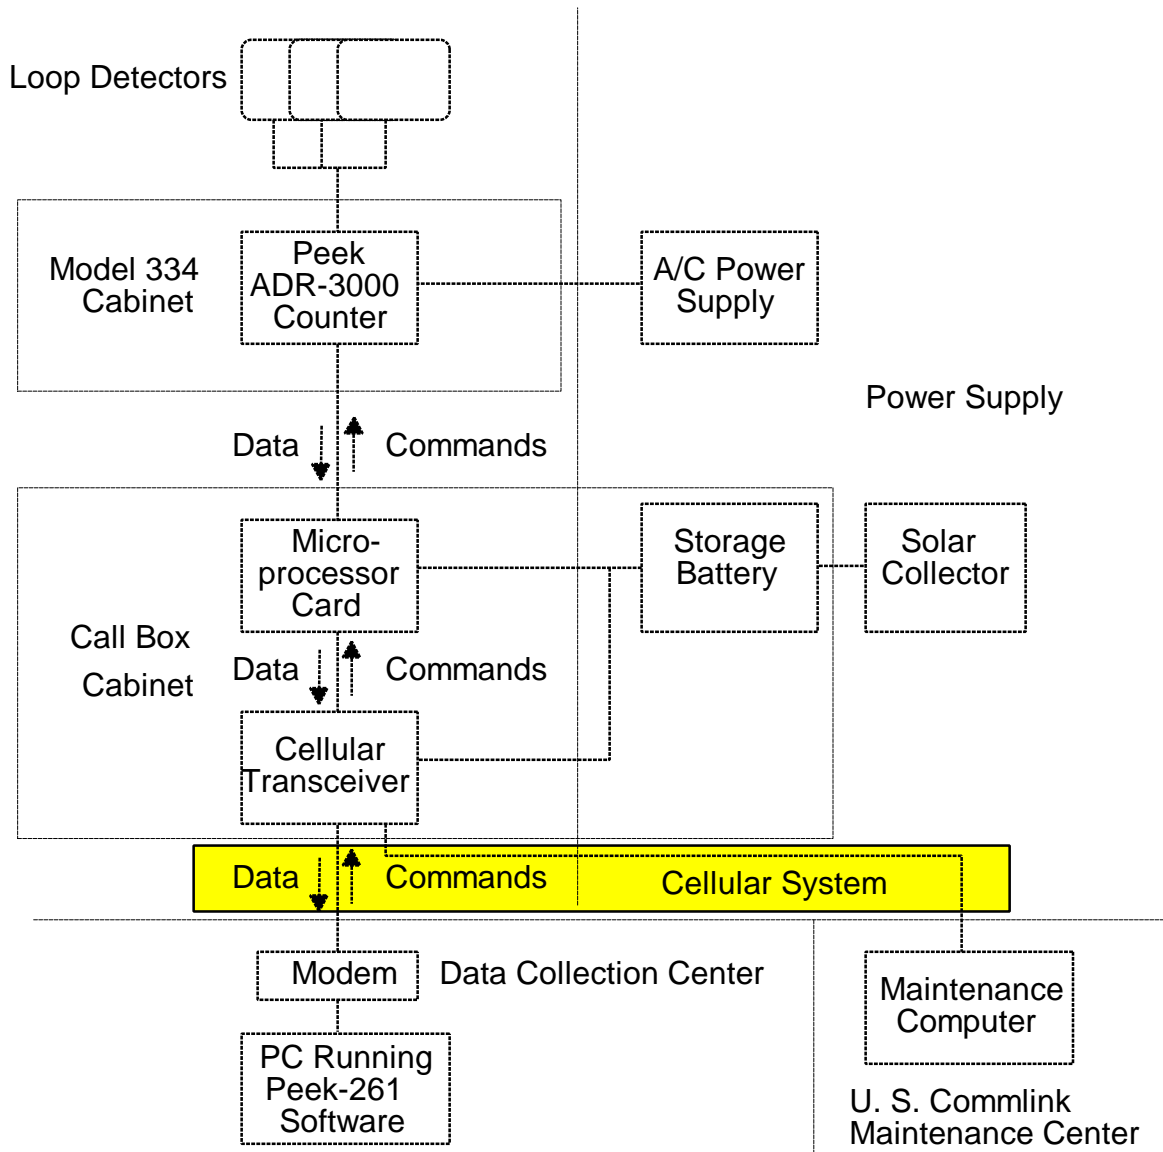 Loop Detectors
Model 334
Cabinet
Peek
ADR-3000
Counter
A/C Power
Supply
Power Supply
Data
Commands
Micro-
processor
Card
Storage
Battery
Solar
Collector
Call Box
Cabinet
Data
Commands
Cellular
Transceiver
Data
Commands
Cellular System
Modem
Data Collection Center
Maintenance
Computer
PC Running
Peek-261
Software
U. S. Commlink
Maintenance Center